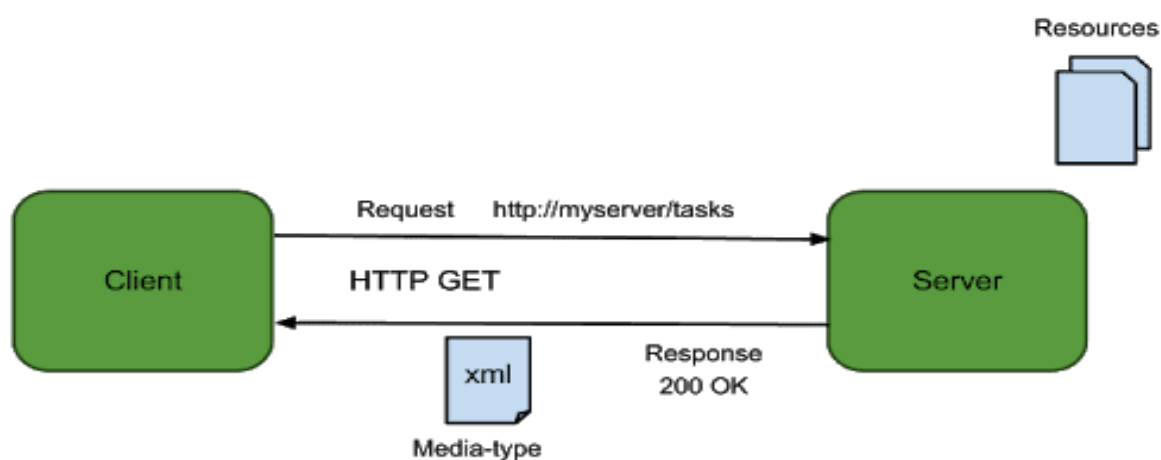 Resources
Request http://myserver/tasks
Client
HTTP GET
Server
Response
200 OK
xml
Media-type